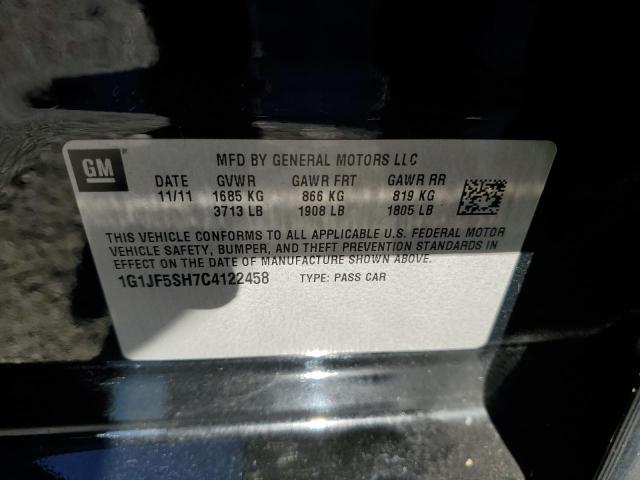 GM
MFD BY GENERAL MOTORS LLC
DATE GVWR GAWR FRT GAWR RR
11/11 1685 KG 866 KG 819 KG
3713 LB 1908 LB 1805 LB
THIS VEHICLE CONFORMS TO ALL APPLICABLE U.S. FEDERAL MOTOR
VEHICLE SAFETY, BUMPER, AND THEFT PREVENTION STANDARDS IN
EFFECT ON THE DATE OF MANUFACTURE SHOWN ABOVE.
1G1JF5SH7C4122458 TYPE: PASS CAR